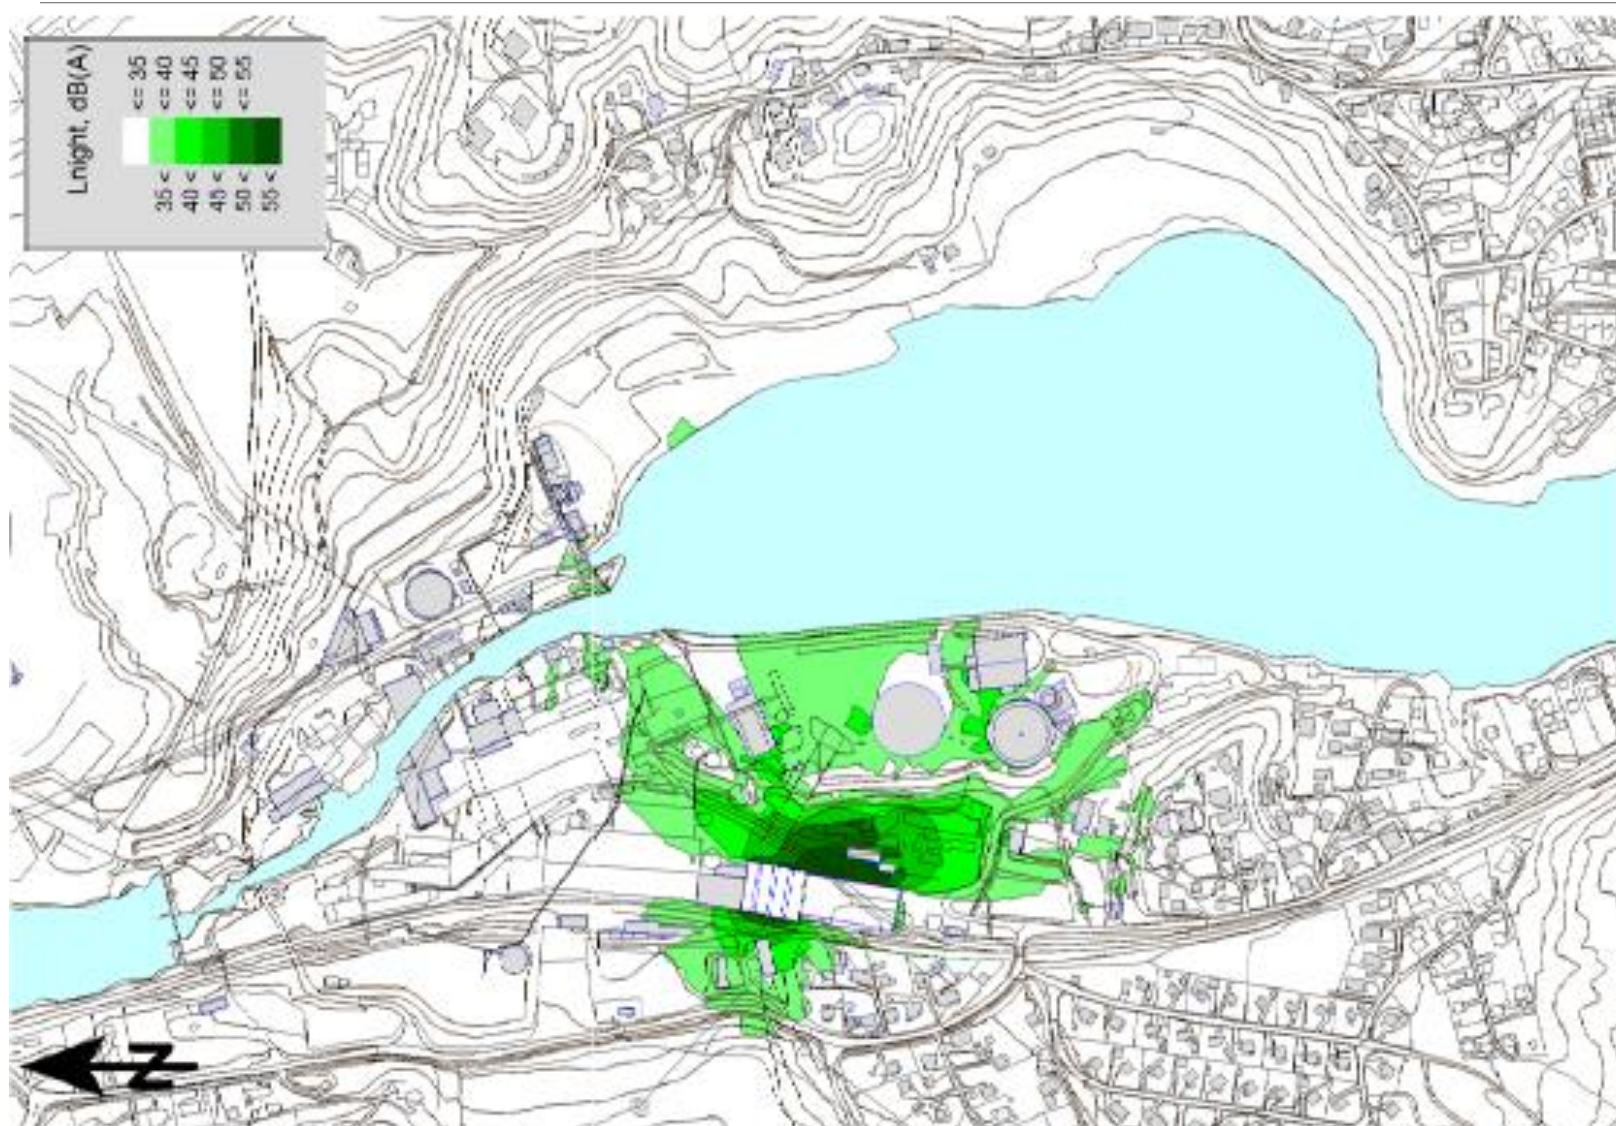 Lnight, dB(A)
<= 35
35 < <= 40
40 < <= 45
45 < <= 50
50 < <= 55
55 <
N